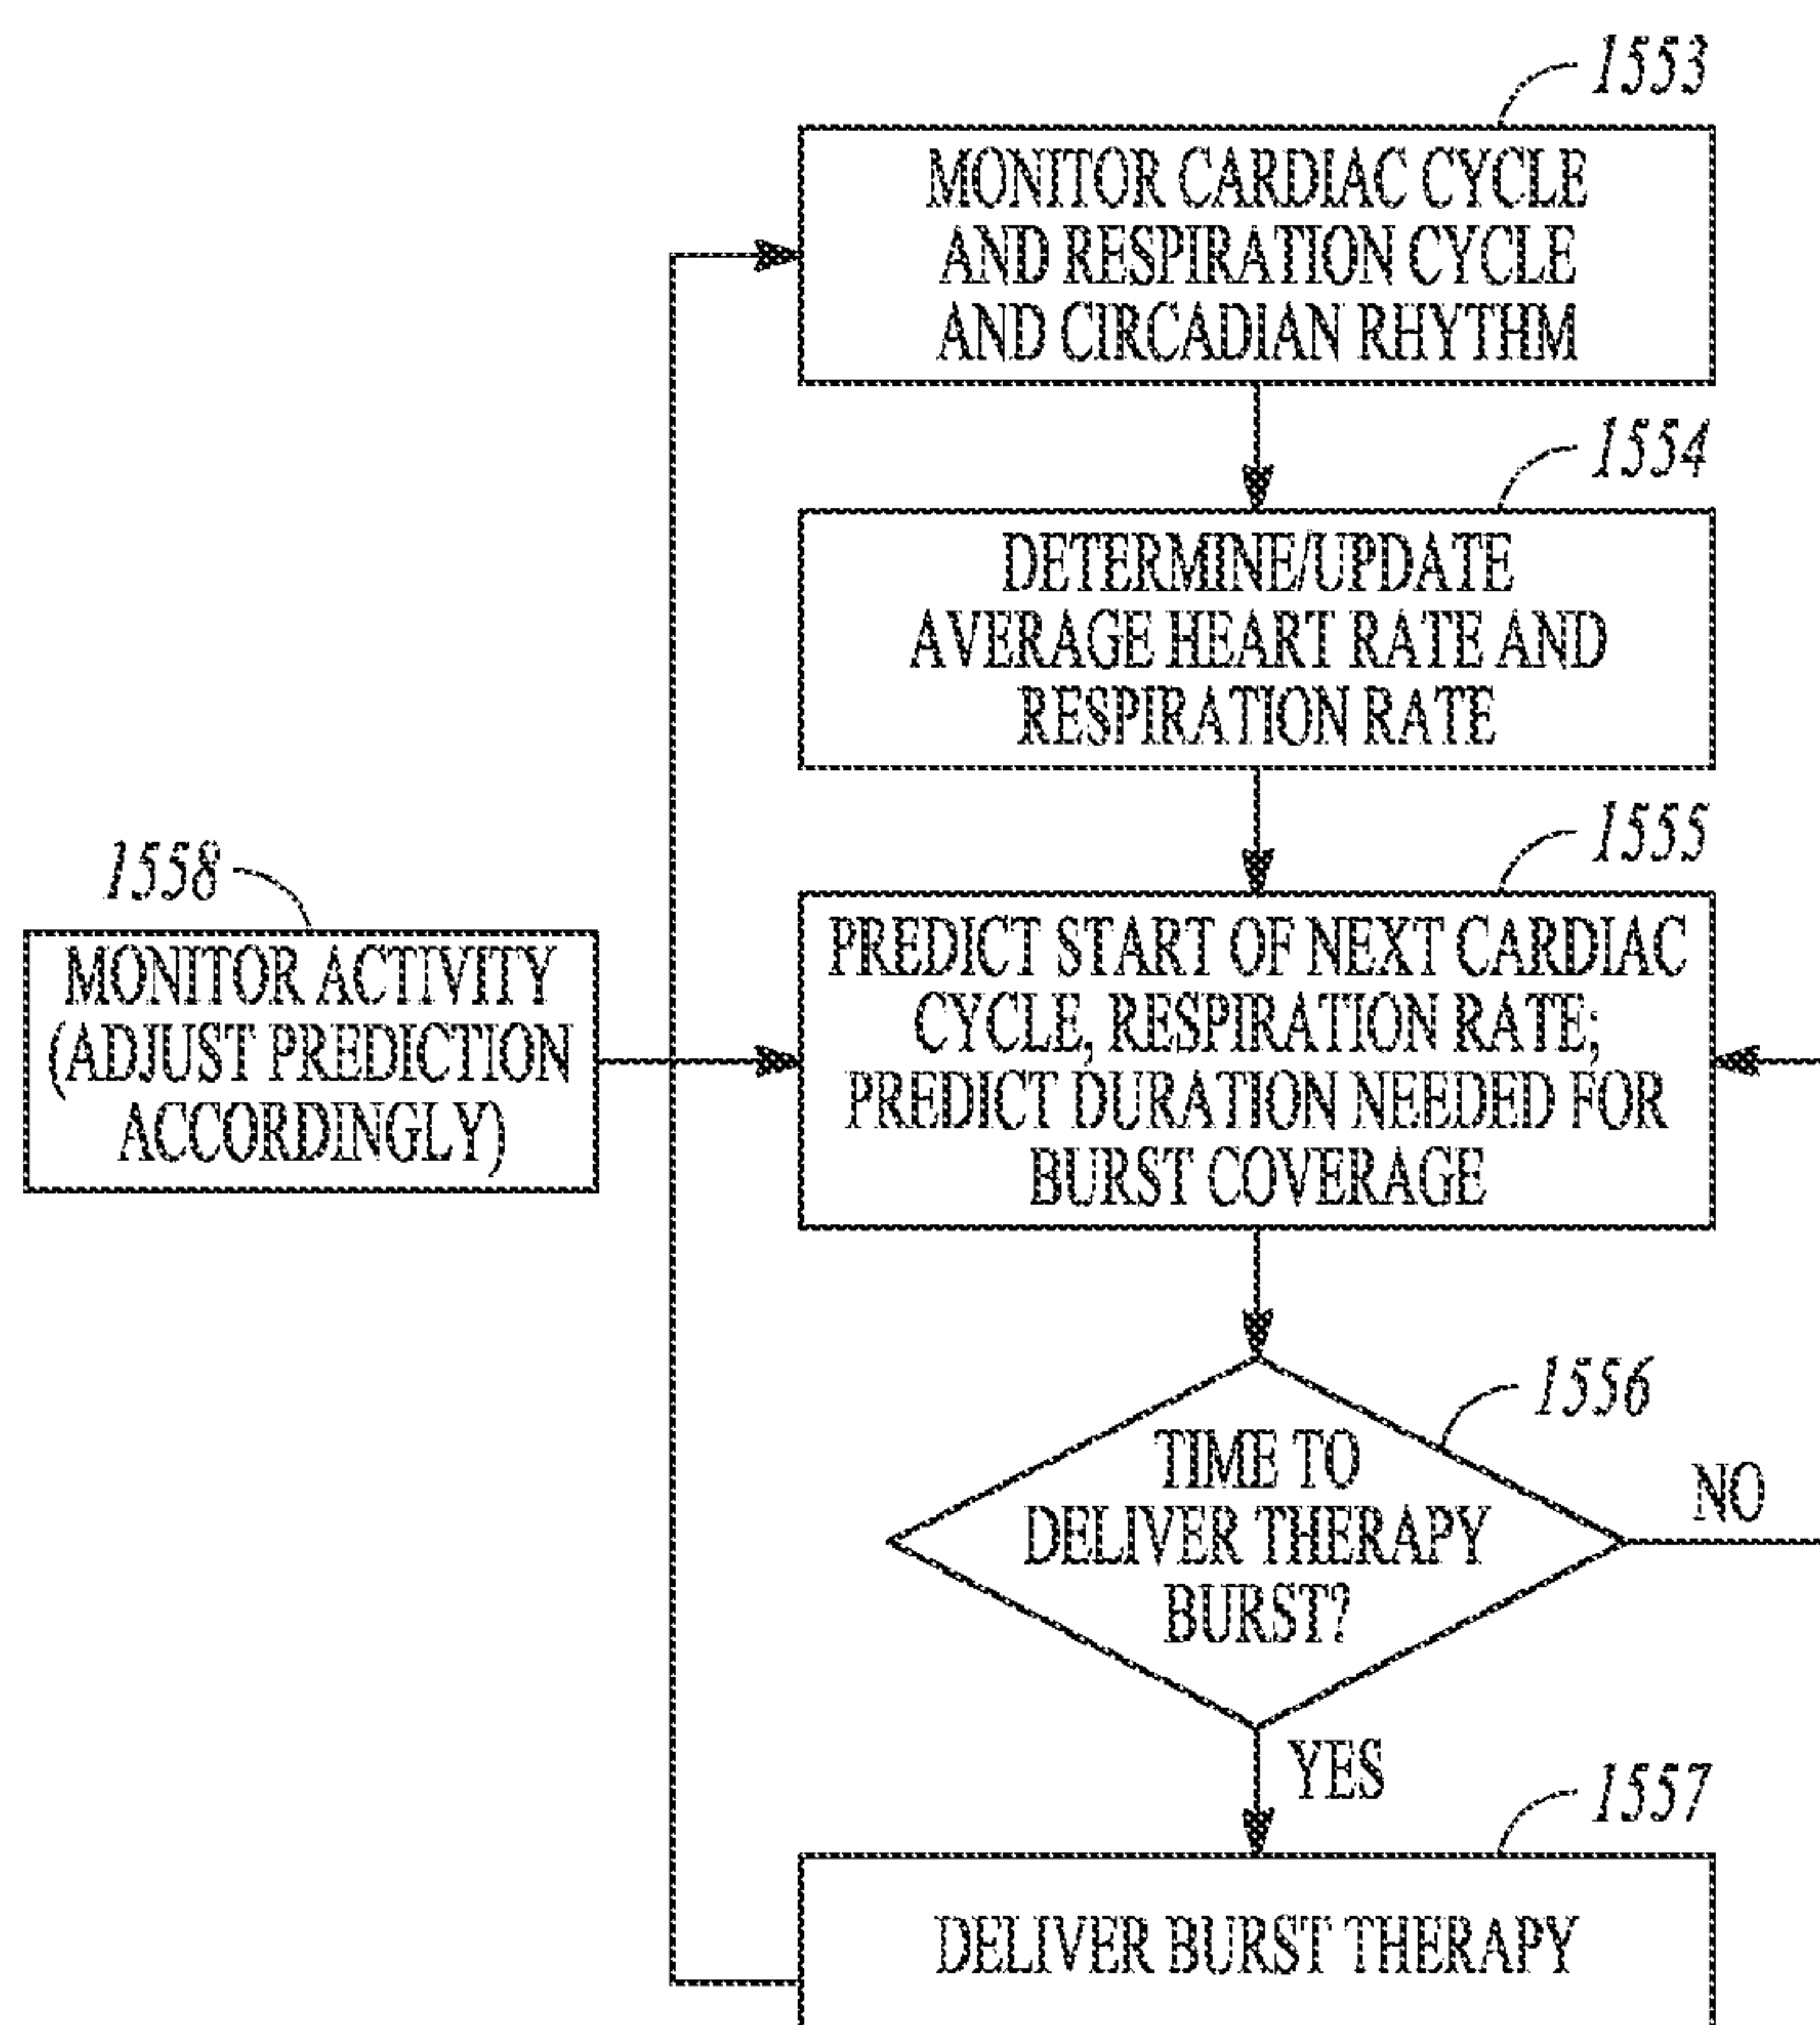 1553
MONITOR CARDIAC CYCLE
AND RESPIRATION CYCLE
AND CIRCADIAN RHYTHM
1554
DETERMINE/UPDATE
AVERAGE HEART RATE AND
RESPIRATION RATE
1555
PREDICT START OF NEXT CARDIAC
CYCLE, RESPIRATION RATE;
PREDICT DURATION NEEDED FOR
BURST COVERAGE
1558
MONITOR ACTIVITY
(ADJUST PREDICTION
ACCORDINGLY)
1556
TIME TO
DELIVER THERAPY
BURST?
NO
YES
1557
DELIVER BURST THERAPY